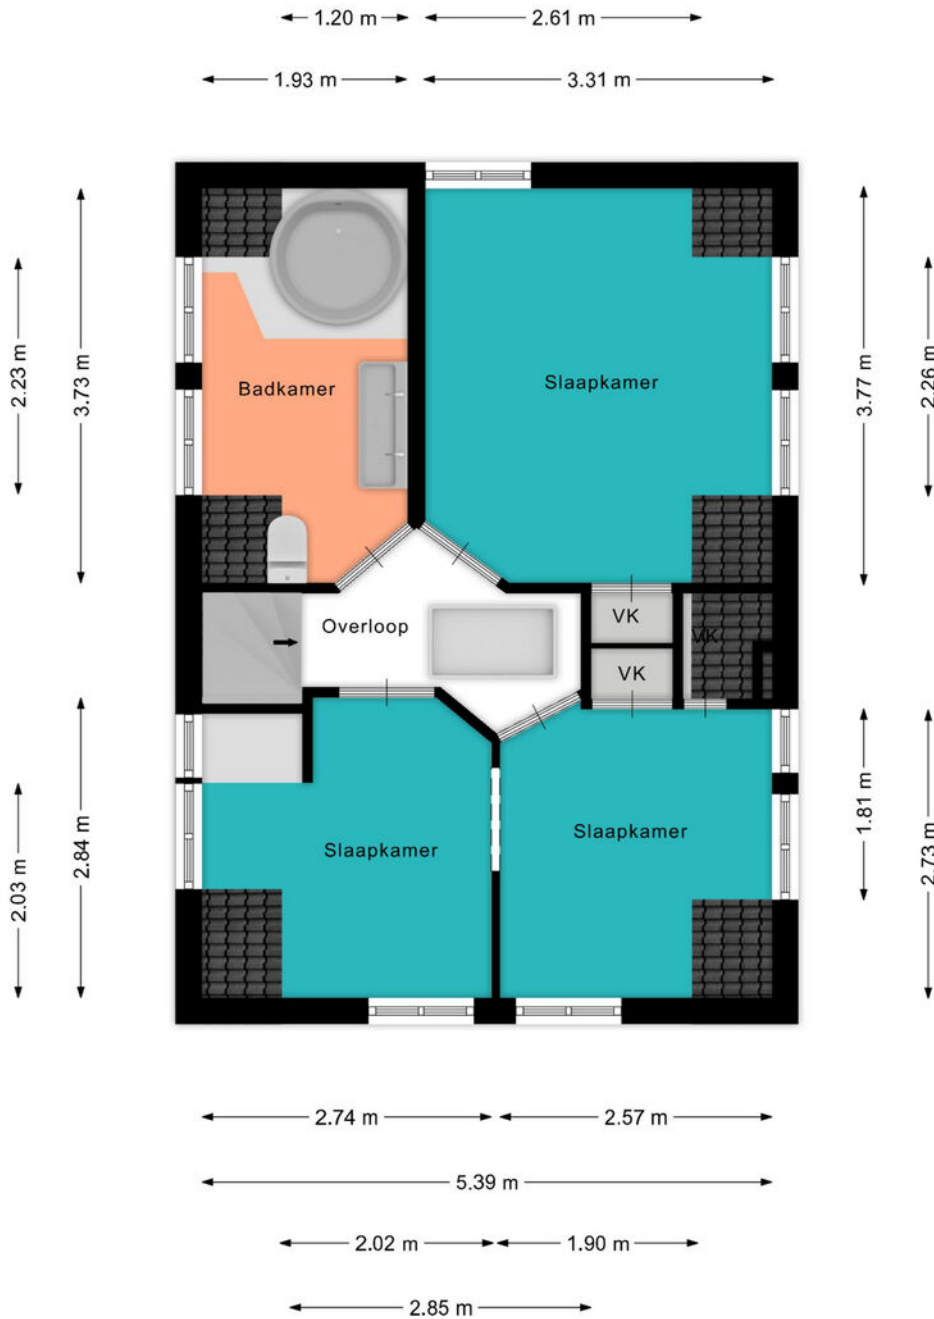 1.20 m
2.61 m
1.93 m
3.31 m
2.23 m
3.73 m
3.77 m
2.26 m
Badkamer
Slaapkamer
Overloop
VK
VK
VK
2.03 m
2.84 m
1.81 m
2.73 m
Slaapkamer
Slaapkamer
2.74 m
2.57 m
5.39 m
2.02 m
1.90 m
2.85 m